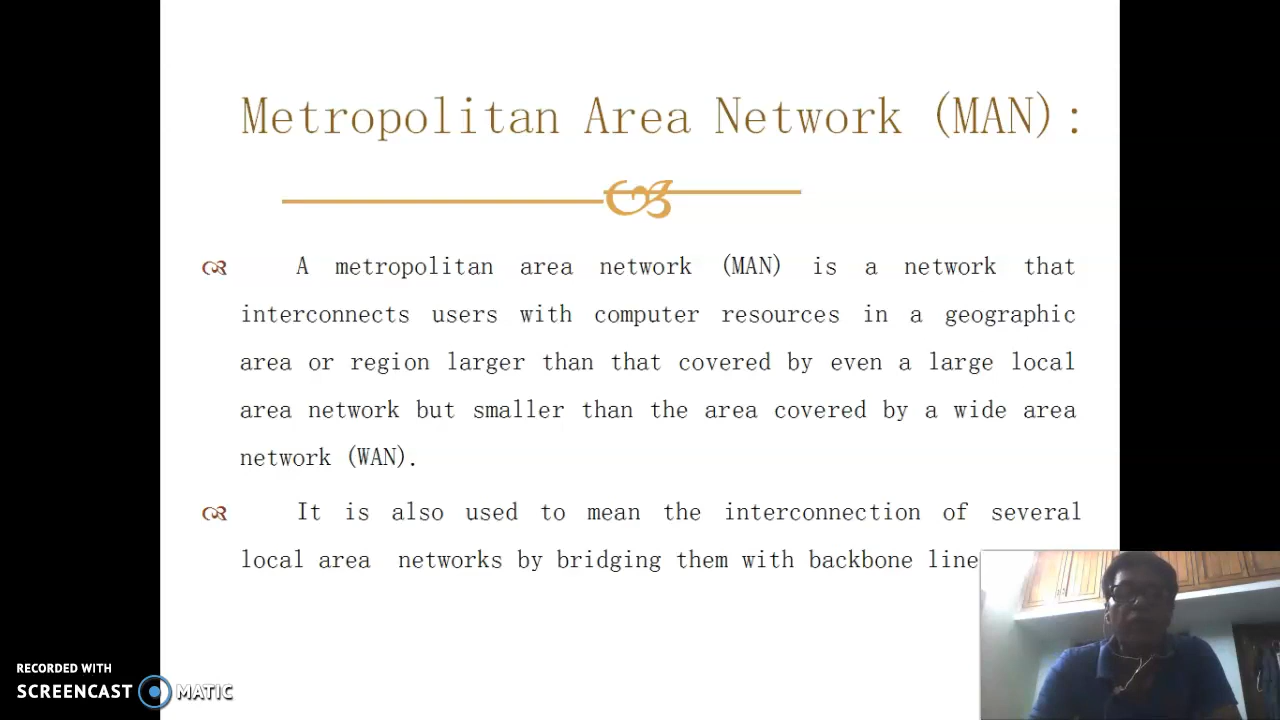 Metropolitan Area Network (MAN):
A metropolitan area network (MAN) is a network that
interconnects users with computer resources in a geographic
area or region larger than that covered by even a large local
area network but smaller than the area covered by a wide area
network (WAN).
It is also used to mean the interconnection of several
local area networks by bridging them with backbone line
RECORDED WITH
SCREENCAST MATIC